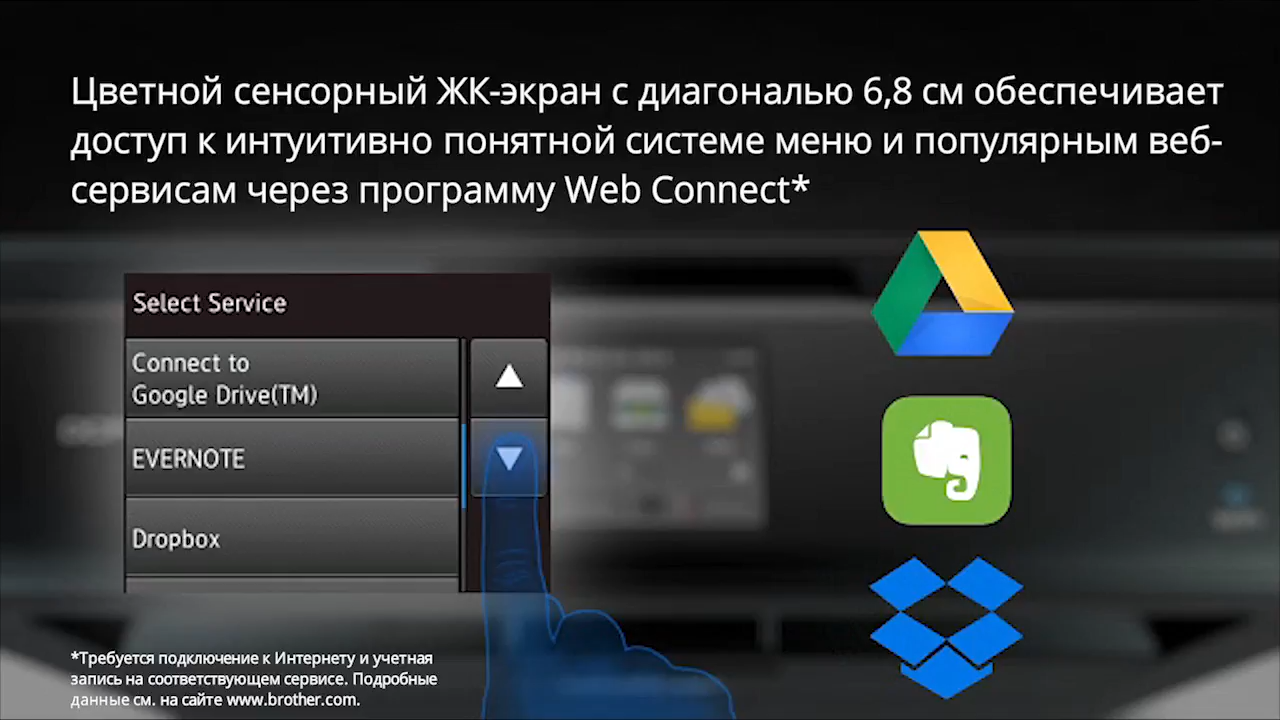 Цветной сенсорный ЖК-экран с диагональю 6,8 см обеспечивает
доступ к интуитивно понятной системе меню и популярным веб-
сервисам через программу Web Connect*
Select Service
Connect to
Google Drive(TM)
EVERNOTE
Dropbox
*Требуется подключение к Интернету и учетная
запись на соответствующем сервисе. Подробные
данные см. на сайте www.brother.com.